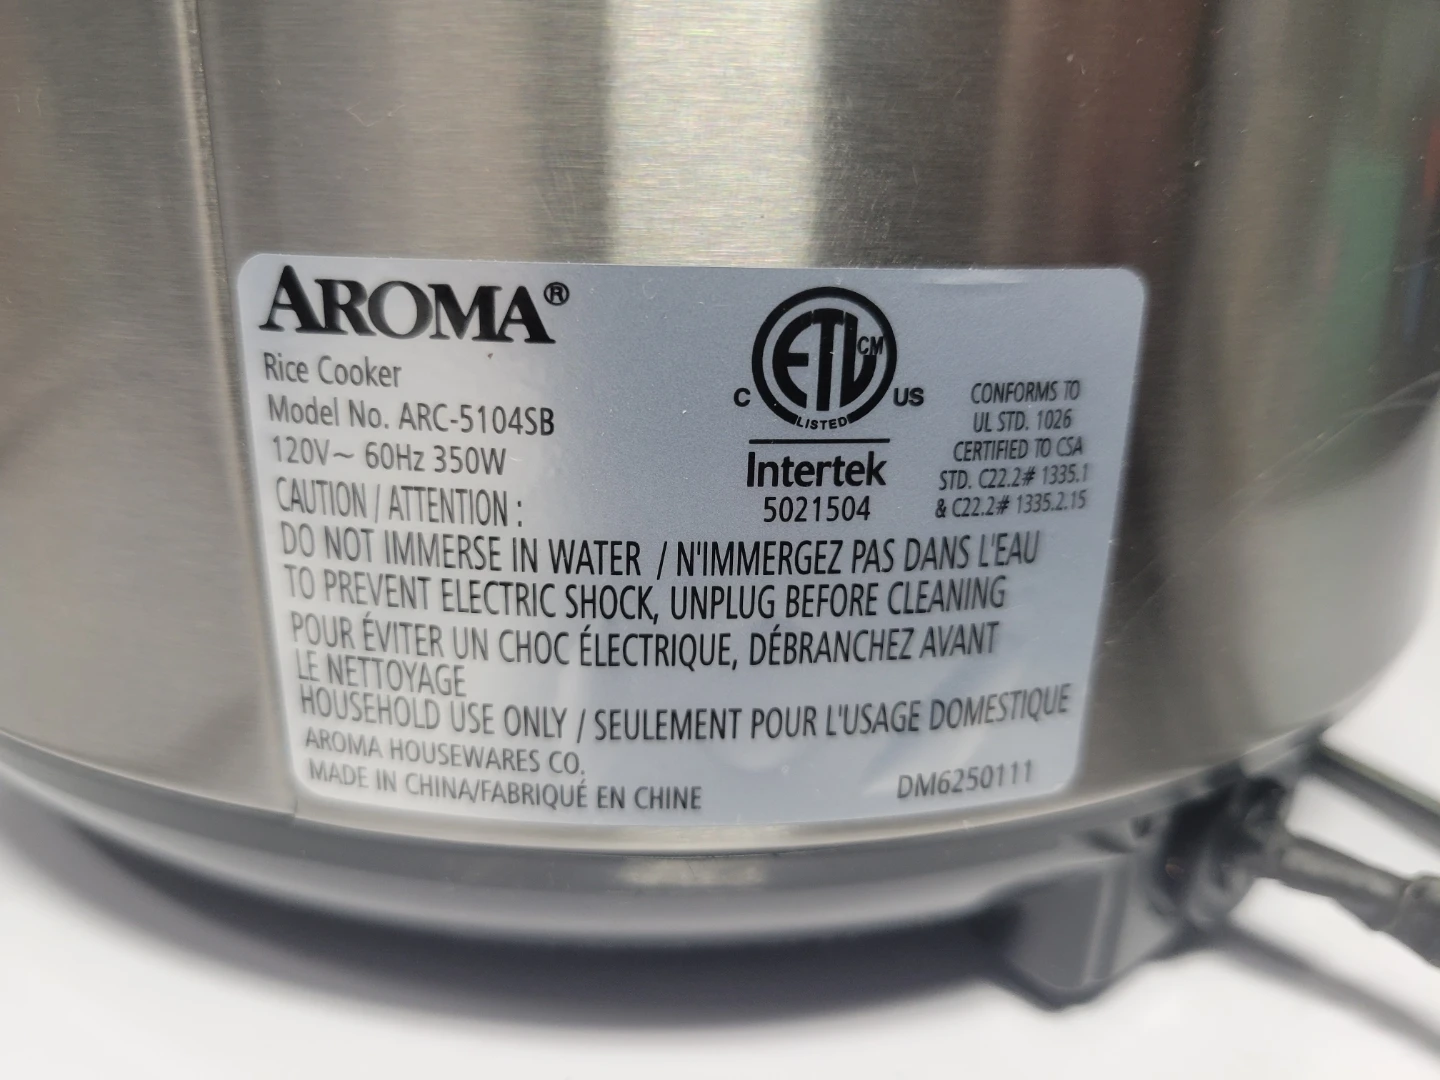 AROMA®
Rice Cooker
Model No. ARC-5104SB
120V~ 60Hz 350W
CAUTION / ATTENTION :
ETL CM
LISTED
C US
Intertek
5021504
CONFORMS TO
UL STD. 1026
CERTIFIED TO CSA
STD. C22.2# 1335.1
& C22.2# 1335.2.15
DO NOT IMMERSE IN WATER / N'IMMERGEZ PAS DANS L'EAU
TO PREVENT ELECTRIC SHOCK, UNPLUG BEFORE CLEANING
POUR ÉVITER UN CHOC ÉLECTRIQUE, DÉBRANCHEZ AVANT
LE NETTOYAGE
HOUSEHOLD USE ONLY / SEULEMENT POUR L'USAGE DOMESTIQUE
AROMA HOUSEWARES CO.
MADE IN CHINA/FABRIQUÉ EN CHINE
DM6250111